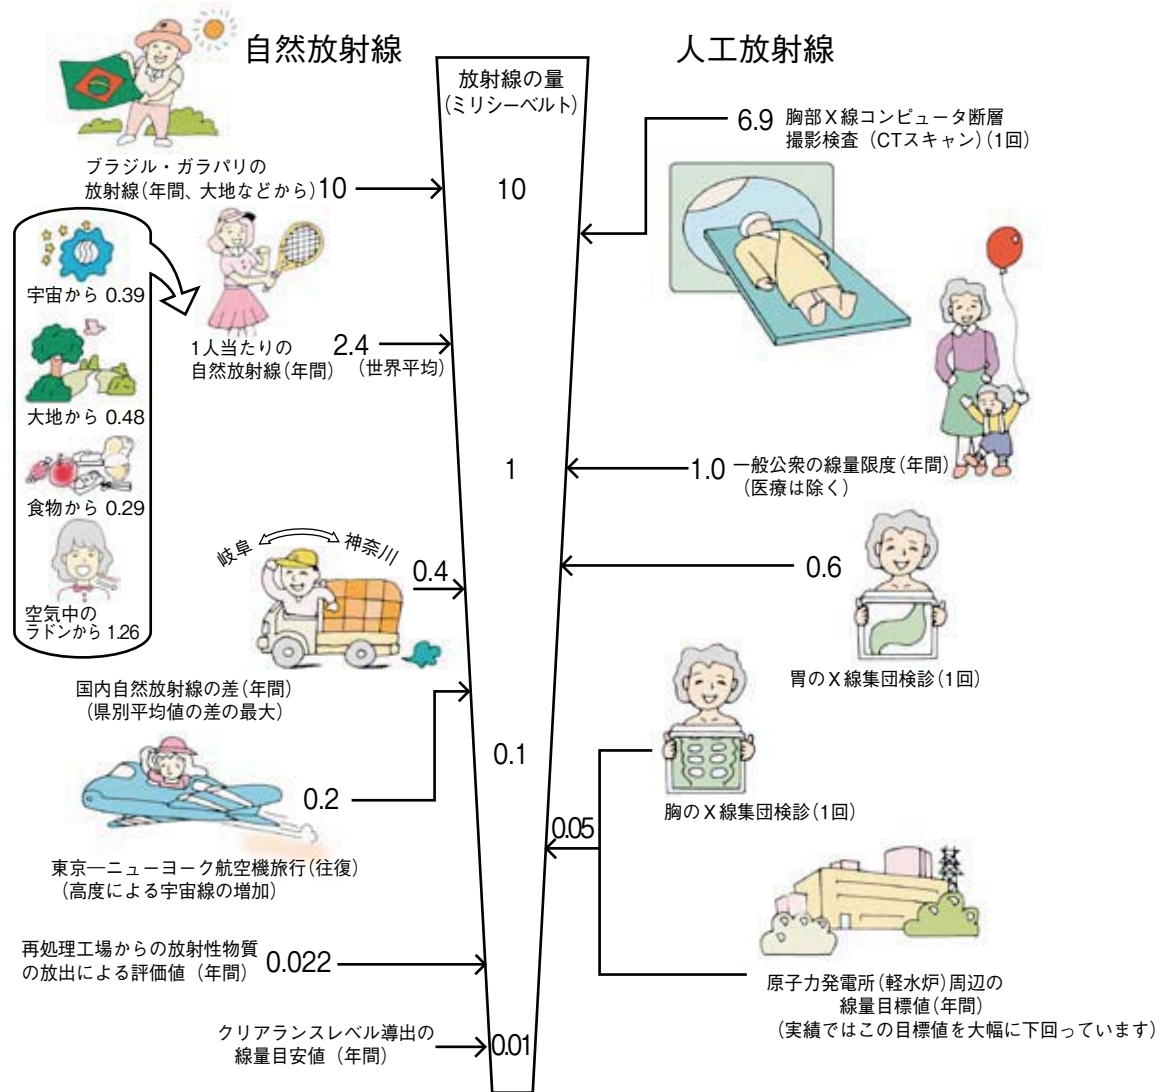 自然放射線
人工放射線
放射線の量
(ミリシーベルト)
10
1
0.1
0.01
ブラジル・ガラパリの
放射線(年間、大地などから)10
宇宙から 0.39
大地から 0.48
食物から 0.29
空気中の
ラドンから 1.26
1人当たりの
自然放射線(年間)
2.4
(世界平均)
岐阜
神奈川
0.4
国内自然放射線の差(年間)
(県別平均値の差の最大)
0.2
東京―ニューヨーク航空機旅行(往復)
(高度による宇宙線の増加)
再処理工場からの放射性物質
の放出による評価値(年間)
0.022
クリアランスレベル導出の
線量目安値(年間)
6.9
胸部X線コンピュータ断層
撮影検査(CTスキャン)(1回)
1.0 一般公衆の線量限度(年間)
(医療は除く)
0.6
胃のX線集団検診(1回)
胸のX線集団検診(1回)
0.05
原子力発電所(軽水炉)周辺の
線量目標値(年間)
(実績ではこの目標値を大幅に下回っています)